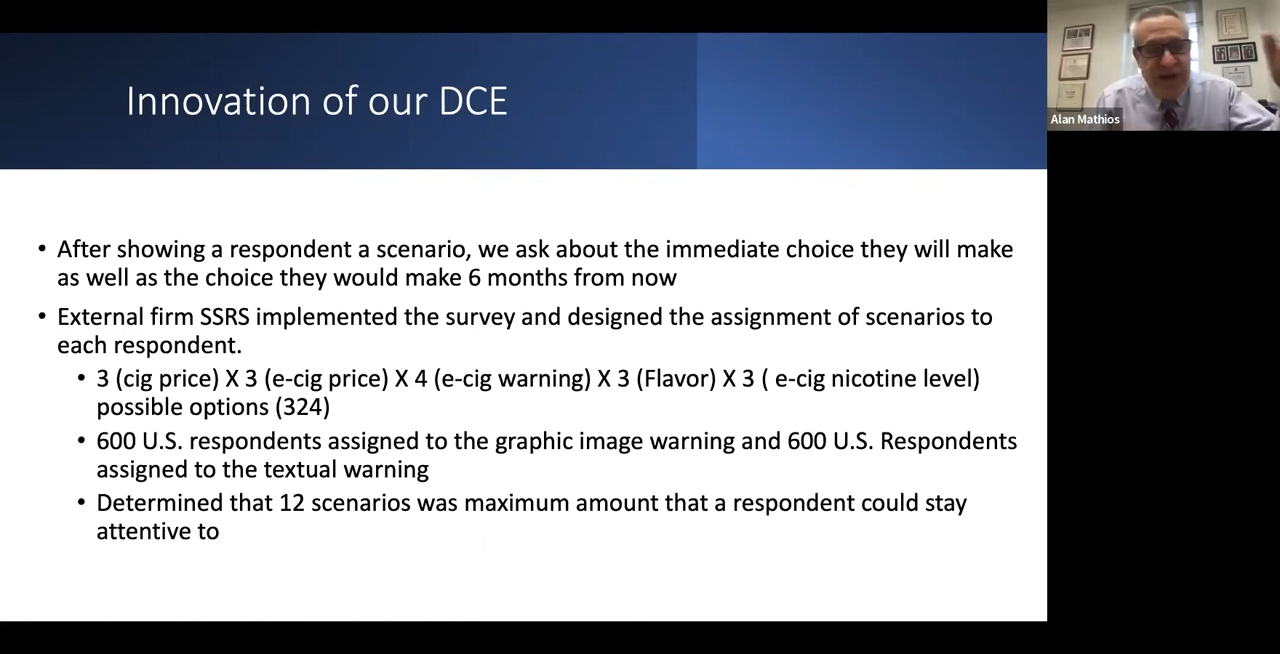 Innovation of our DCE
Alan Mathios
• After showing a respondent a scenario, we ask about the immediate choice they will make
as well as the choice they would make 6 months from now
• External firm SSRS implemented the survey and designed the assignment of scenarios to
each respondent.
• 3 (cig price) X 3 (e-cig price) X 4 (e-cig warning) X 3 (Flavor) X 3 ( e-cig nicotine level)
possible options (324)
• 600 U.S. respondents assigned to the graphic image warning and 600 U.S. Respondents
assigned to the textual warning
• Determined that 12 scenarios was maximum amount that a respondent could stay
attentive to